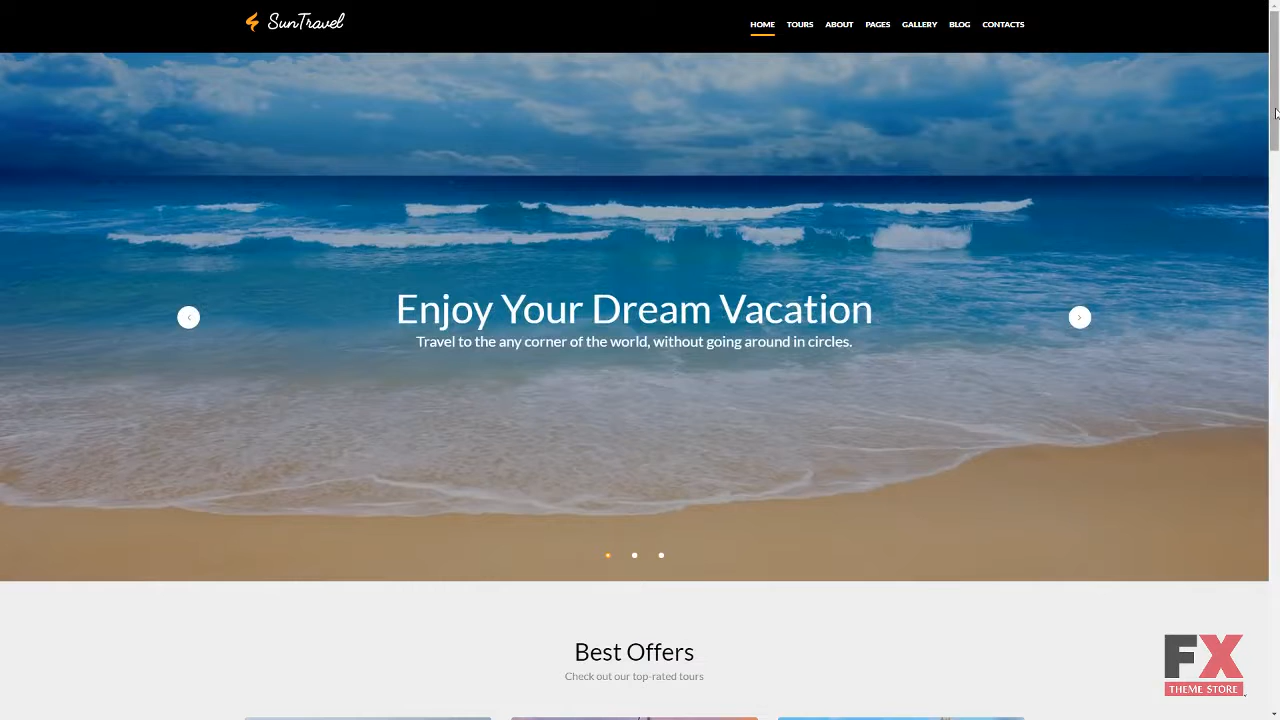 SunTravel
HOME TOURS ABOUT PAGES GALLERY BLOG CONTACTS
Enjoy Your Dream Vacation
Travel to the any corner of the world, without going around in circles.
Best Offers
Check out our top-rated tours
FX
THEME STORE